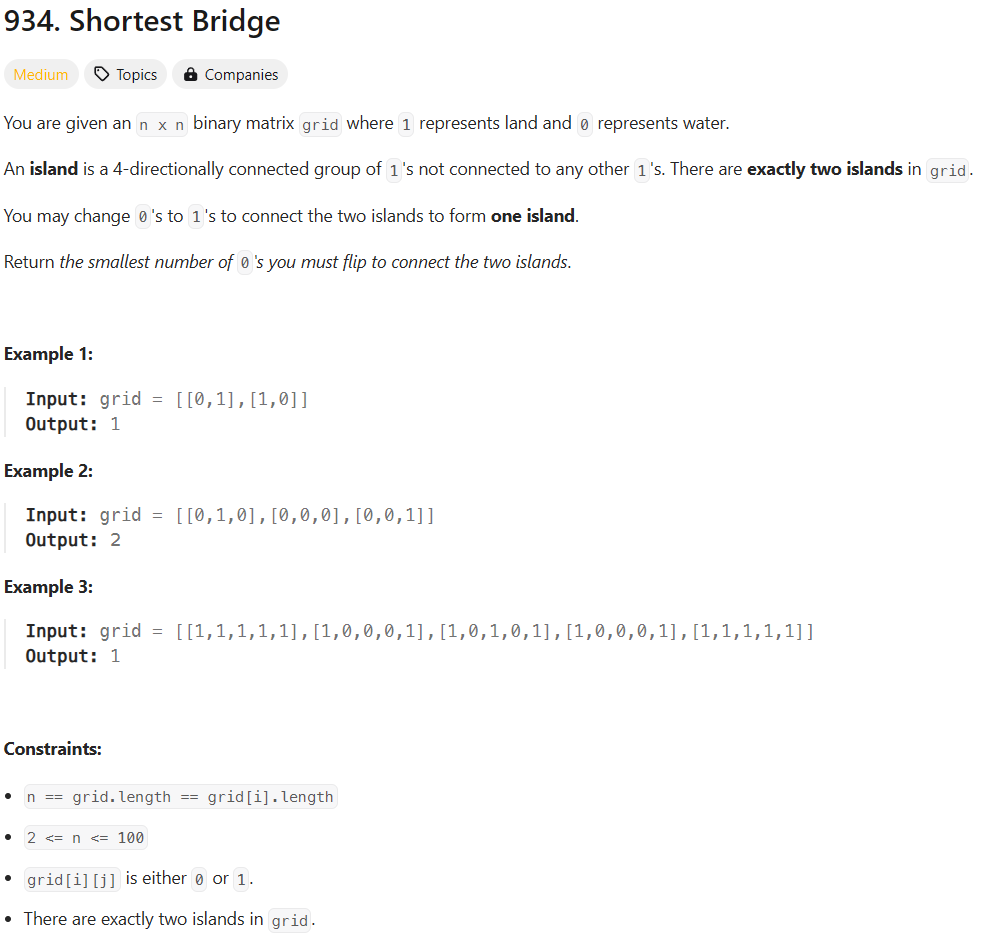 934. Shortest Bridge
Medium Topics Companies
You are given an n x n binary matrix grid where 1 represents land and 0 represents water.
An island is a 4-directionally connected group of 1's not connected to any other 1's. There are exactly two islands in grid.
You may change 0's to 1's to connect the two islands to form one island.
Return the smallest number of 0's you must flip to connect the two islands.
Example 1:
Input: grid = [[0,1],[1,0]]
Output: 1
Example 2:
Input: grid = [[0,1,0],[0,0,0],[0,0,1]]
Output: 2
Example 3:
Input: grid = [[1,1,1,1,1],[1,0,0,0,1],[1,0,1,0,1],[1,0,0,0,1],[1,1,1,1,1]]
Output: 1
Constraints:
• n == grid.length == grid[i].length
• 2 <= n <= 100
• grid[i][j] is either 0 or 1.
• There are exactly two islands in grid.